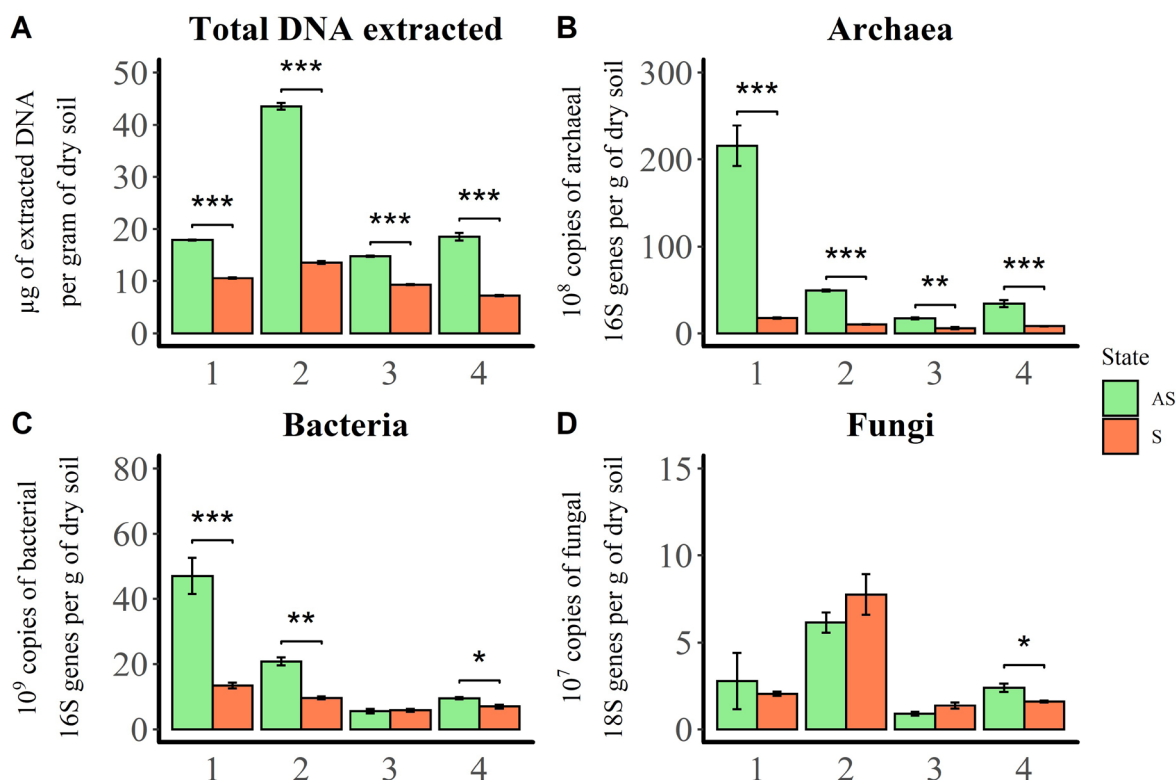 A
Total DNA extracted
µg of extracted DNA
per gram of dry soil
50
40
30
20
10
0
***
***
***
***
1 2 3 4
B
Archaea
10⁸ copies of archaeal
16S genes per g of dry soil
300
200
100
0
***
***
**
***
1 2 3 4
State
AS
S
C
Bacteria
10⁹ copies of bacterial
16S genes per g of dry soil
80
60
40
20
0
***
**
*
1 2 3 4
D
Fungi
10⁷ copies of fungal
18S genes per g of dry soil
15
10
5
0
*
1 2 3 4